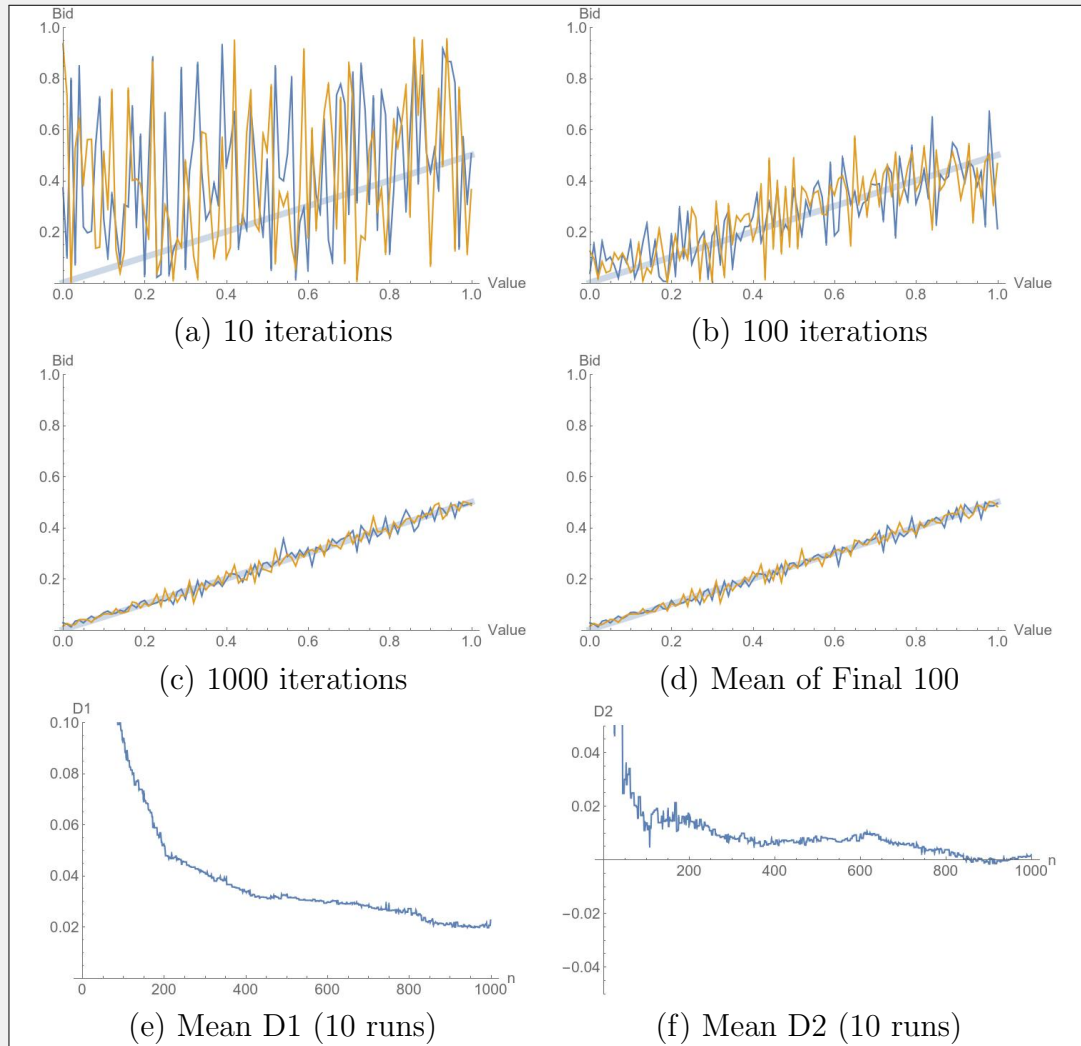 Bid
1.0
0.8
0.6
0.4
0.2
0.0 0.2 0.4 0.6 0.8 1.0 Value
(a) 10 iterations
Bid
1.0
0.8
0.6
0.4
0.2
0.0 0.2 0.4 0.6 0.8 1.0 Value
(b) 100 iterations
Bid
1.0
0.8
0.6
0.4
0.2
0.0 0.2 0.4 0.6 0.8 1.0 Value
(c) 1000 iterations
Bid
1.0
0.8
0.6
0.4
0.2
0.0 0.2 0.4 0.6 0.8 1.0 Value
(d) Mean of Final 100
D1
0.10
0.08
0.06
0.04
0.02
0 200 400 600 800 1000 n
(e) Mean D1 (10 runs)
D2
0.04
0.02
200 400 600 800 1000 n
−0.02
−0.04
(f) Mean D2 (10 runs)